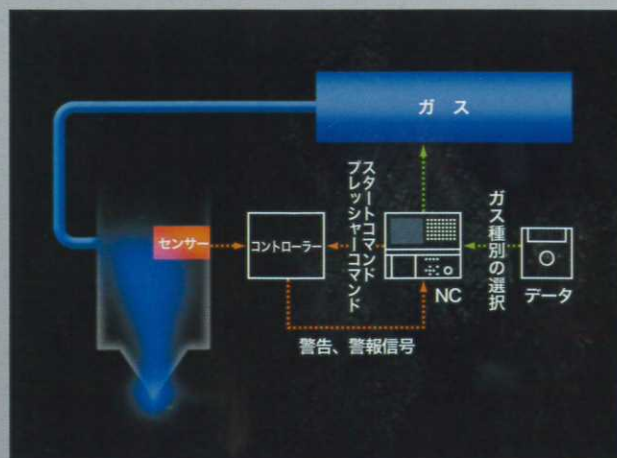 ガス
センサー
コントローラー
スタートコマンド
プレッシャーコマンド
NC
ガス種別の選択
データ
警告、警報信号